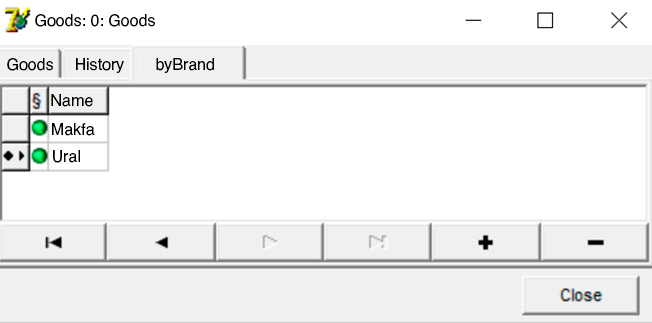 Goods: 0: Goods
Goods History byBrand
§ Name
Makfa
Ural
Close